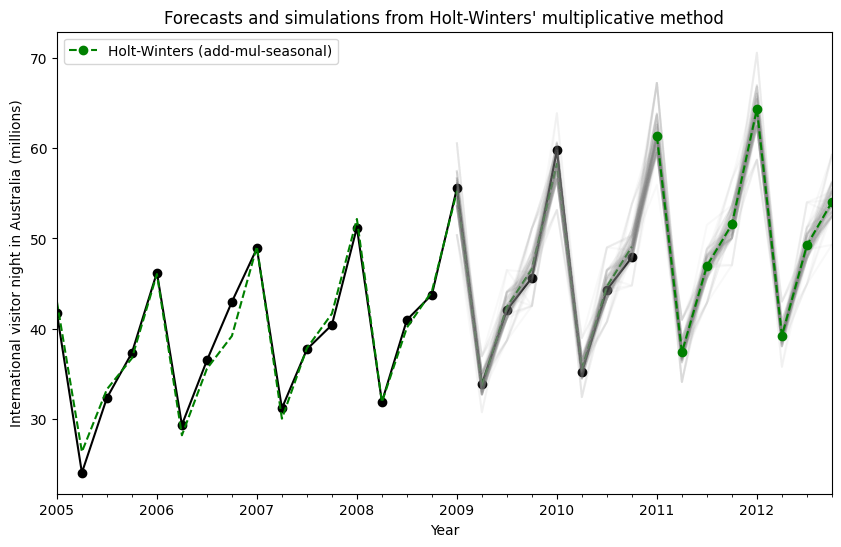 Forecasts and simulations from Holt-Winters' multiplicative method
Holt-Winters (add-mul-seasonal)
International visitor night in Australia (millions)
70
60
50
40
30
2005 2006 2007 2008 2009 2010 2011 2012
Year